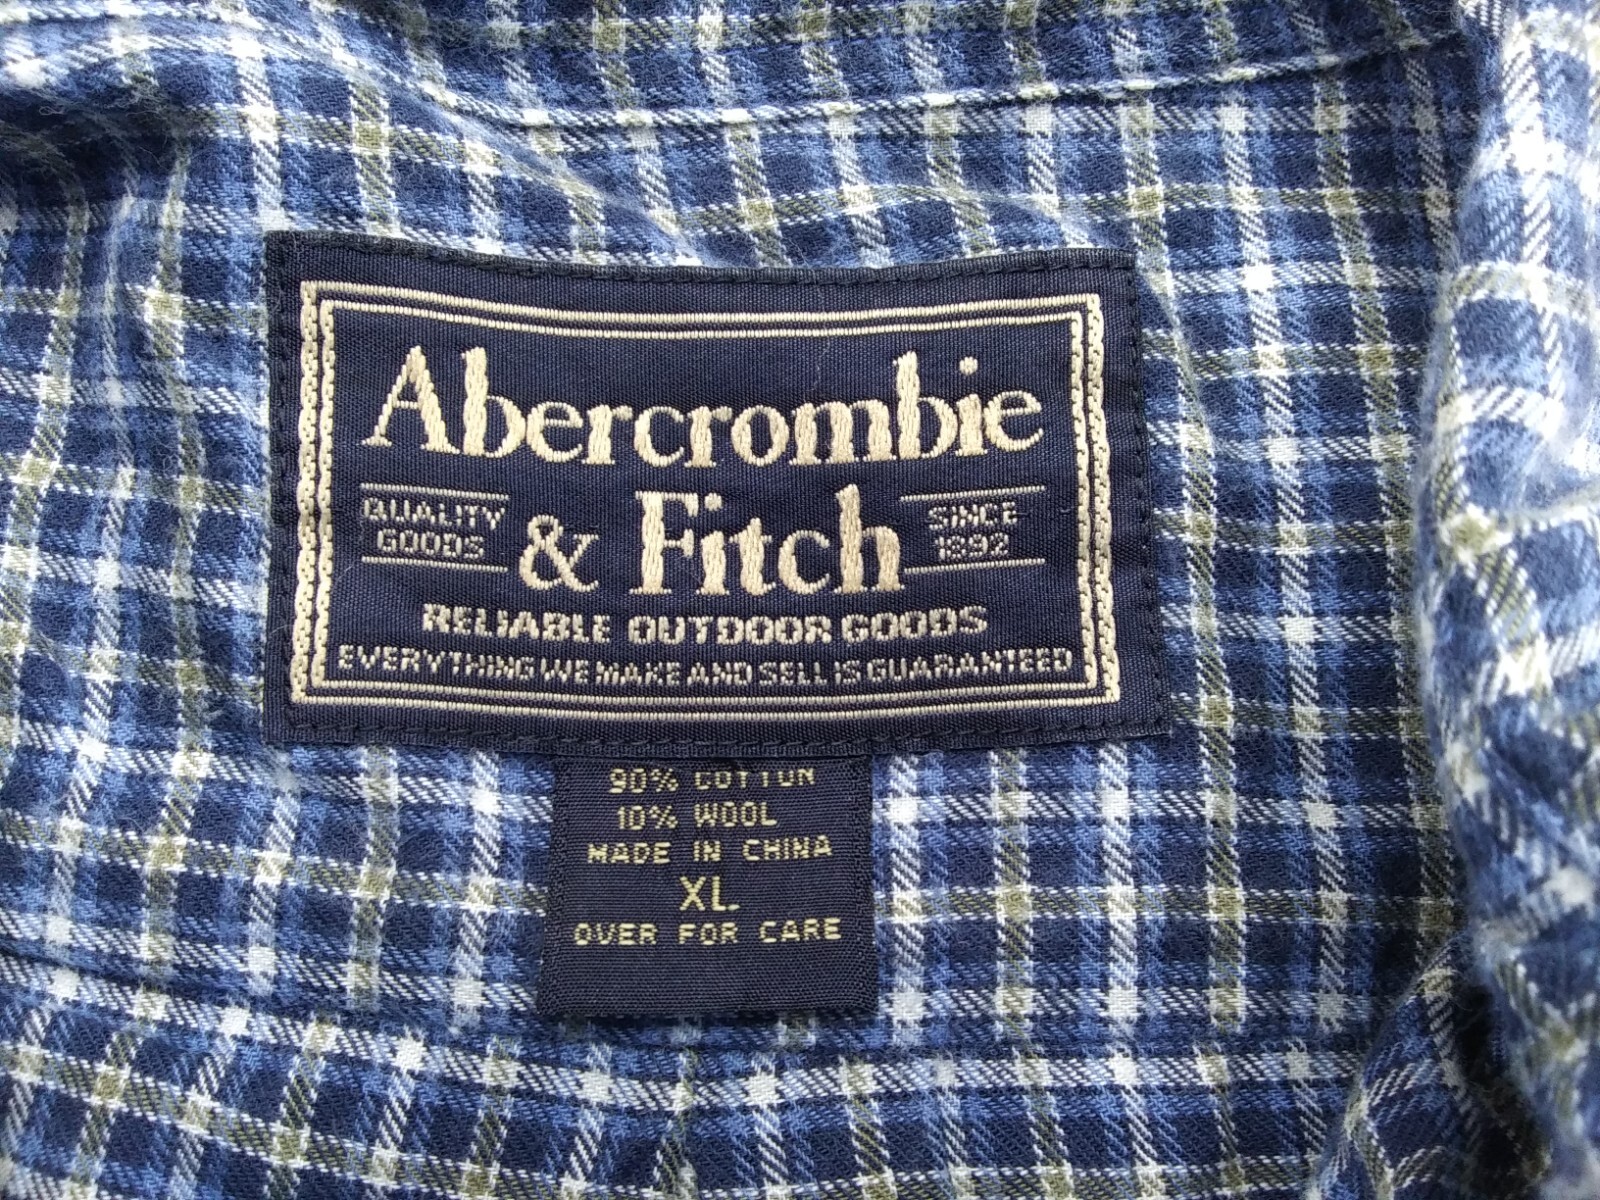 Abercrombie
QUALITY GOODS & Fitch SINCE 1892
RELIABLE OUTDOOR GOODS
EVERYTHING WE MAKE AND SELL IS GUARANTEED
90% COTTON
10% WOOL
MADE IN CHINA
XL.
OVER FOR CARE